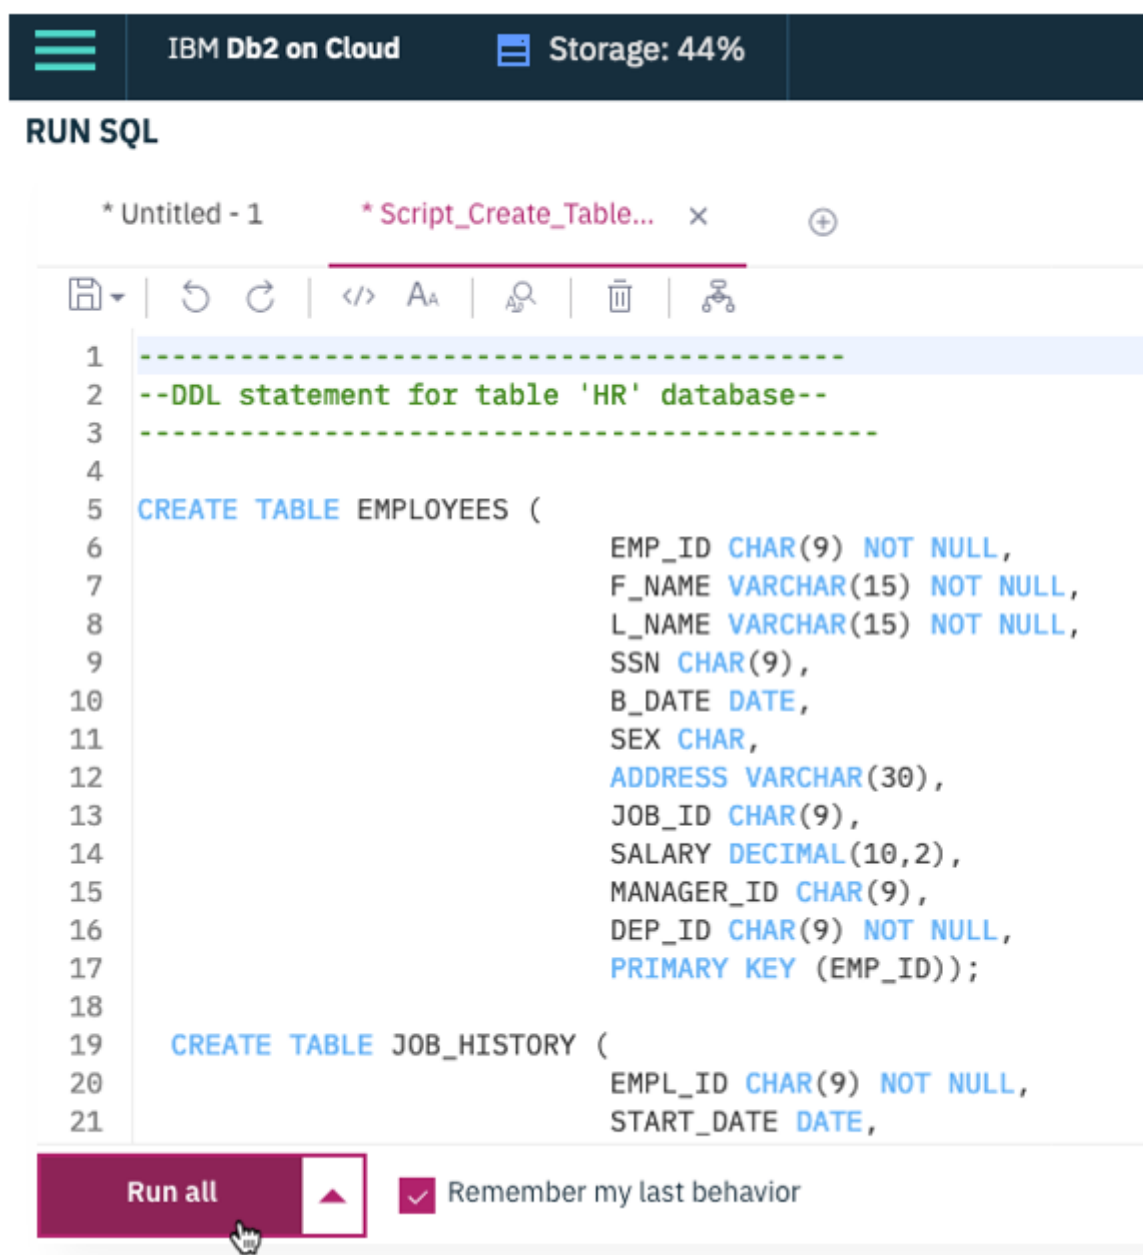 IBM Db2 on Cloud Storage: 44%
RUN SQL
* Untitled - 1 * Script_Create_Table... ×
1 ------------------------------------------
2 --DDL statement for table 'HR' database--
3 --------------------------------------------
4
5 CREATE TABLE EMPLOYEES (
6 EMP_ID CHAR(9) NOT NULL,
7 F_NAME VARCHAR(15) NOT NULL,
8 L_NAME VARCHAR(15) NOT NULL,
9 SSN CHAR(9),
10 B_DATE DATE,
11 SEX CHAR,
12 ADDRESS VARCHAR(30),
13 JOB_ID CHAR(9),
14 SALARY DECIMAL(10,2),
15 MANAGER_ID CHAR(9),
16 DEP_ID CHAR(9) NOT NULL,
17 PRIMARY KEY (EMP_ID));
18
19 CREATE TABLE JOB_HISTORY (
20 EMPL_ID CHAR(9) NOT NULL,
21 START_DATE DATE,
Run all Remember my last behavior